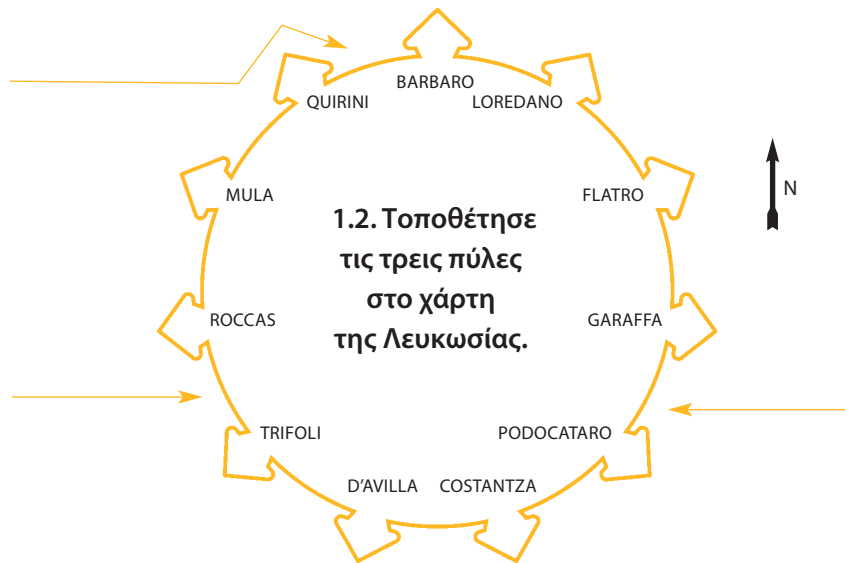 BARBARO
QUIRINI
LOREDANO
MULA
FLATRO
N
1.2. Τοποθέτησε
τις τρεις πύλες
στο χάρτη
της Λευκωσίας.
ROCCAS
GARAFFA
TRIFOLI
PODOCATARO
D'AVILLA
COSTANTZA